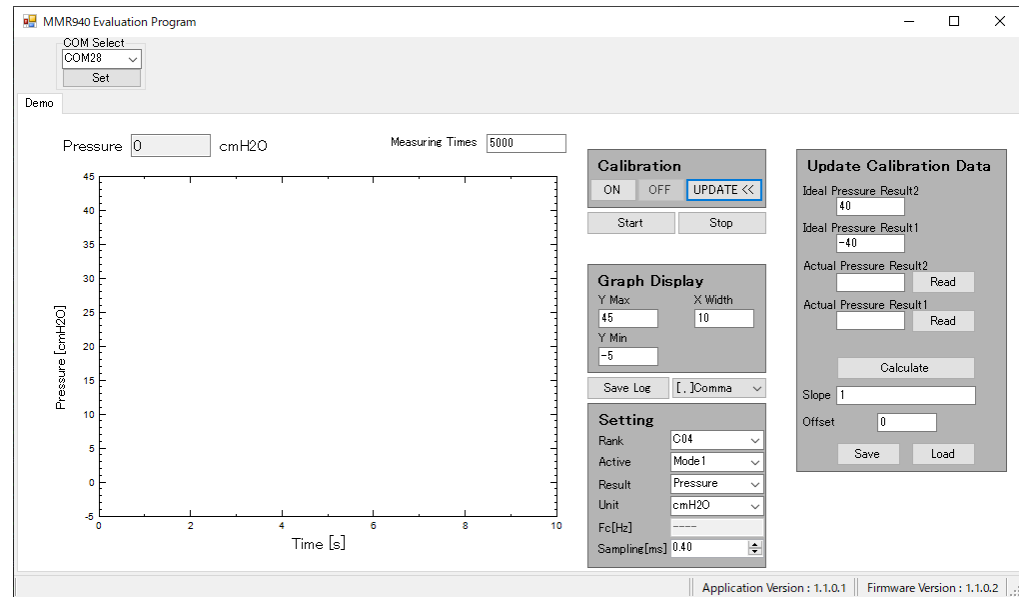 MMR940 Evaluation Program
COM Select
COM28
Set
Demo
Pressure 0 cmH2O
Measuring Times 5000
45
40
35
30
25
20
15
10
5
0
-5
Pressure [cmH2O]
0 2 4 6 8 10
Time [s]
Calibration
ON OFF UPDATE <<
Start Stop
Graph Display
Y Max X Width
45 10
Y Min
-5
Save Log [,]Comma
Setting
Rank C04
Active Mode1
Result Pressure
Unit cmH2O
Fc[Hz] ----
Sampling[ms] 0.40
Update Calibration Data
Ideal Pressure Result2
40
Ideal Pressure Result1
-40
Actual Pressure Result2
Read
Actual Pressure Result1
Read
Calculate
Slope 1
Offset 0
Save Load
Application Version : 1.1.0.1 Firmware Version : 1.1.0.2